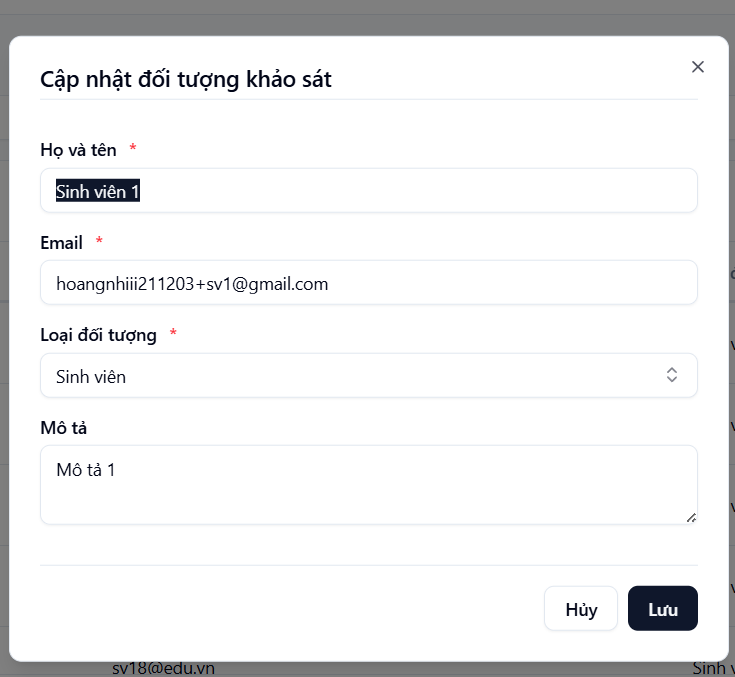 Cập nhật đối tượng khảo sát
Họ và tên *
Sinh viên 1
Email *
hoangnhiii211203+sv1@gmail.com
Loại đối tượng *
Sinh viên
Mô tả
Mô tả 1
Hủy Lưu
sv18@edu.vn Sinh